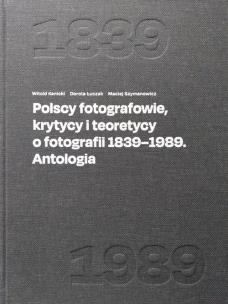 1839
Witold Kanicki Dorota Łuczak Maciej Szymanowicz
Polscy fotografowie,
krytycy i teoretycy
o fotografii 1839–1989.
Antologia
1989